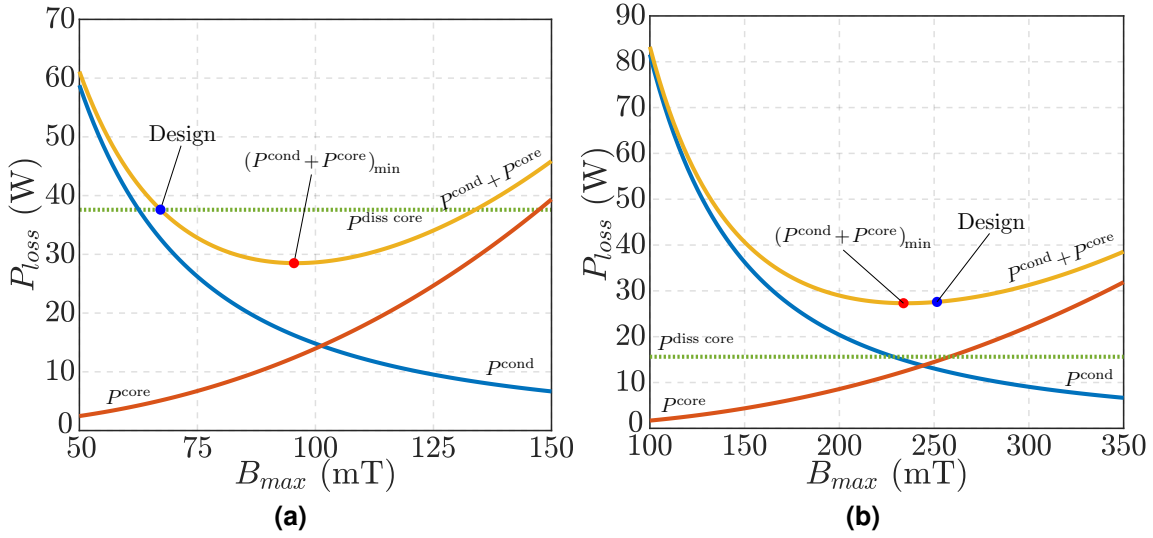 70
60
50
40
30
20
10
0
P_loss (W)
Design
(P^cond + P^core)_min
P^cond + P^core
P^diss core
P^core
P^cond
50 75 100 125 150
B_max (mT)
(a)
90
80
70
60
50
40
30
20
10
0
P_loss (W)
(P^cond + P^core)_min
Design
P^cond + P^core
P^diss core
P^core
P^cond
100 150 200 250 300 350
B_max (mT)
(b)